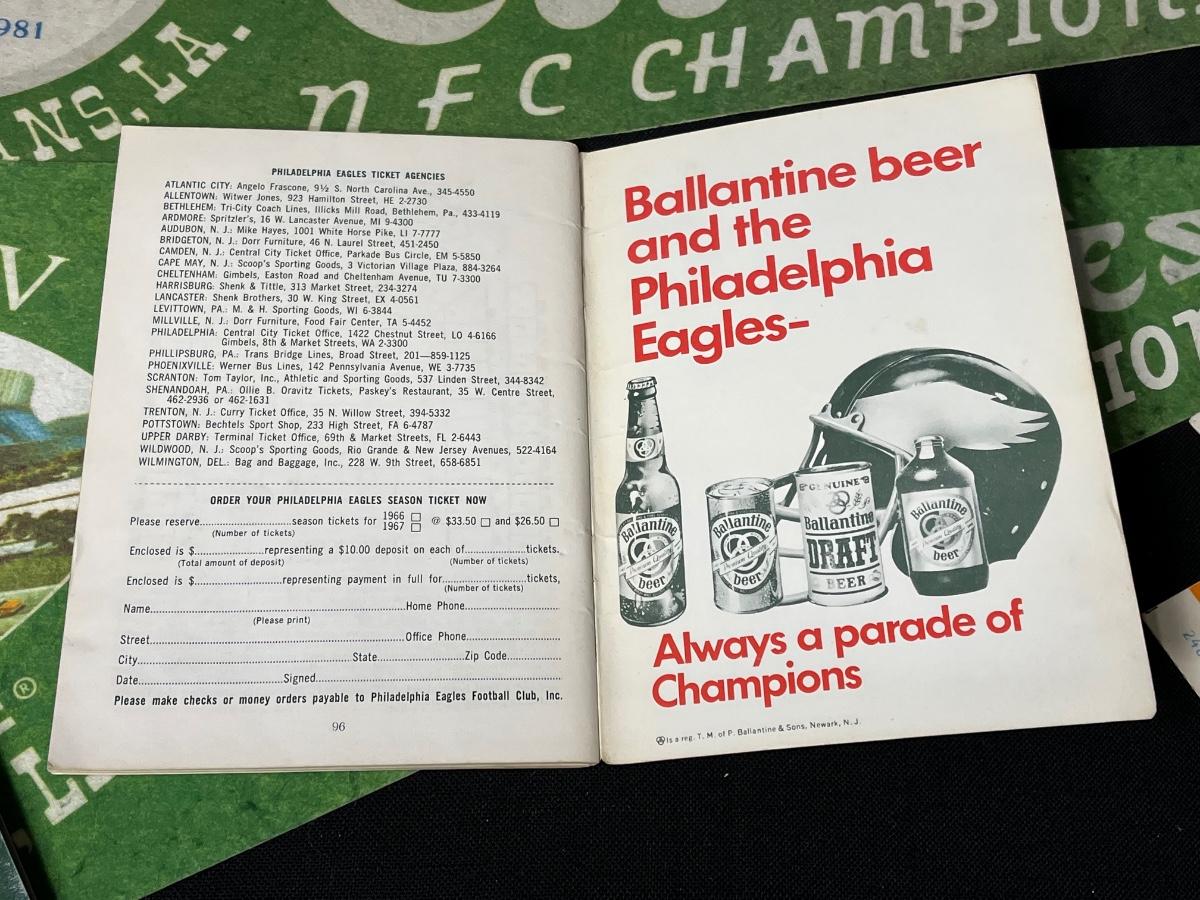 1981
NS, LA.
NFC CHAMPION
PHILADELPHIA EAGLES TICKET AGENCIES
ATLANTIC CITY: Angelo Frascone, 9½ S. North Carolina Ave., 345-4550
ALLENTOWN: Witwer Jones, 923 Hamilton Street, HE 2-2730
BETHLEHEM: Tri-City Coach Lines, Illicks Mill Road, Bethlehem, Pa., 433-4119
ARDMORE: Spritzler's, 16 W. Lancaster Avenue, MI 9-4300
AUDUBON, N. J.: Mike Hayes, 1001 White Horse Pike, LI 7-7777
BRIDGETON, N. J.: Dorr Furniture, 46 N. Laurel Street, 451-2450
CAMDEN, N. J.: Central City Ticket Office, Parkade Bus Circle, EM 5-5850
CAPE MAY, N. J.: Scoop's Sporting Goods, 3 Victorian Village Plaza, 884-3264
CHELTENHAM: Gimbels, Easton Road and Cheltenham Avenue, TU 7-3300
HARRISBURG: Shenk & Tittle, 313 Market Street, 234-3274
LANCASTER: Shenk Brothers, 30 W. King Street, EX 4-0561
LEVITTOWN, PA.: M. & H. Sporting Goods, WI 6-3844
MILLVILLE, N. J.: Dorr Furniture, Food Fair Center, TA 5-4452
PHILADELPHIA: Central City Ticket Office, 1422 Chestnut Street, LO 4-6166
Gimbels, 8th & Market Streets, WA 2-3300
PHILLIPSBURG, PA.: Trans Bridge Lines, Broad Street, 201—859-1125
PHOENIXVILLE: Werner Bus Lines, 142 Pennsylvania Avenue, WE 3-7735
SCRANTON: Tom Taylor, Inc., Athletic and Sporting Goods, 537 Linden Street, 344-8342
SHENANDOAH, PA.: Ollie B. Oravitz Tickets, Paskey's Restaurant, 35 W. Centre Street,
462-2936 or 462-1631
TRENTON, N. J.: Curry Ticket Office, 35 N. Willow Street, 394-5332
POTTSTOWN: Bechtels Sport Shop, 233 High Street, FA 6-4787
UPPER DARBY: Terminal Ticket Office, 69th & Market Streets, FL 2-6443
WILDWOOD, N. J.: Scoop's Sporting Goods, Rio Grande & New Jersey Avenues, 522-4164
WILMINGTON, DEL.: Bag and Baggage, Inc., 228 W. 9th Street, 658-6851
ORDER YOUR PHILADELPHIA EAGLES SEASON TICKET NOW
Please reserve..........season tickets for 1966 □ 1967 □ @ $33.50 □ and $26.50 □
(Number of tickets)
Enclosed is $..........representing a $10.00 deposit on each of..........tickets.
(Total amount of deposit) (Number of tickets)
Enclosed is $..........representing payment in full for..........tickets,
(Number of tickets)
Name..........Home Phone..........
(Please print)
Street..........Office Phone..........
City..........State..........Zip Code..........
Date..........Signed..........
Please make checks or money orders payable to Philadelphia Eagles Football Club, Inc.
96
Ballantine beer
and the
Philadelphia
Eagles–
Ballantine
beer
Ballantine
Premium Quality
beer
GENUINE
Ballantine
DRAFT
BEER
Ballantine
Premium Quality
beer
Always a parade of
Champions
is a reg. T. M. of P. Ballantine & Sons, Newark, N. J.
V
ES
ION
®